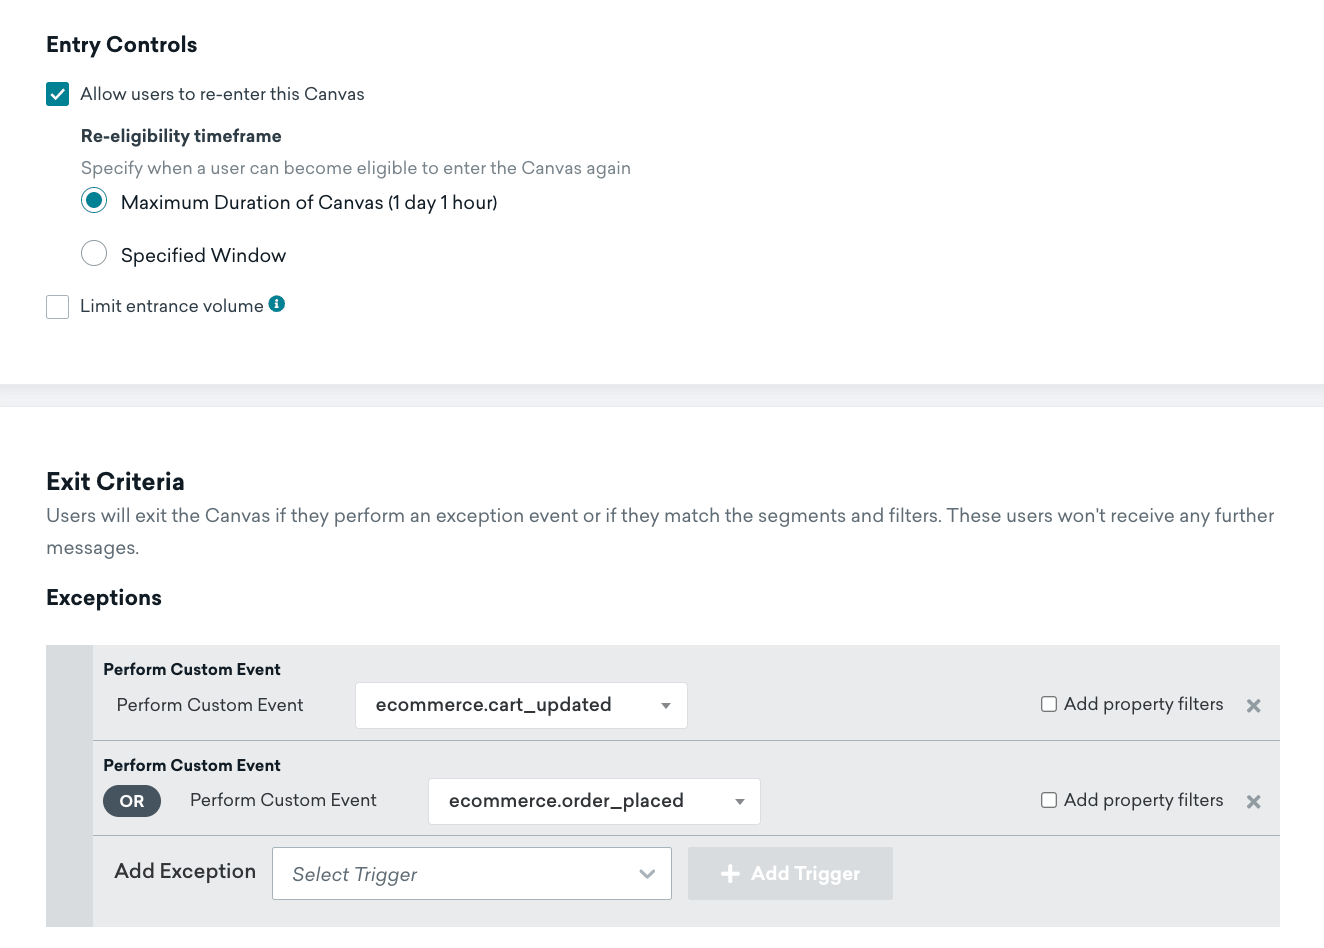 Entry Controls
Allow users to re-enter this Canvas
Re-eligibility timeframe
Specify when a user can become eligible to enter the Canvas again
Maximum Duration of Canvas (1 day 1 hour)
Specified Window
Limit entrance volume
Exit Criteria
Users will exit the Canvas if they perform an exception event or if they match the segments and filters. These users won't receive any further
messages.
Exceptions
Perform Custom Event
Perform Custom Event ecommerce.cart_updated Add property filters
Perform Custom Event
OR Perform Custom Event ecommerce.order_placed Add property filters
Add Exception Select Trigger Add Trigger